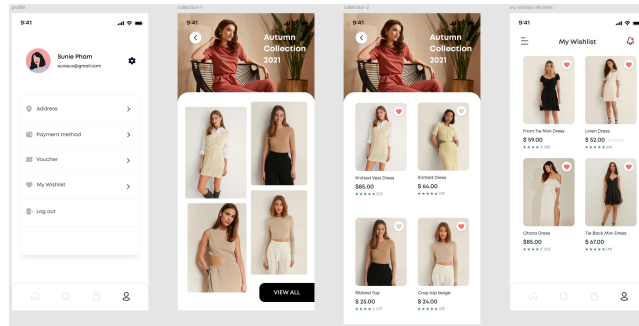 profile
9:41
Sunie Pham
sunieux@gmail.com
Address
Payment method
Voucher
My Wishlist
Log out
collection-1
9:41
Autumn
Collection
2021
VIEW ALL
collection-2
9:41
Autumn
Collection
2021
Knitted Vest Dress
$85.00
Knitted Dress
$ 64.00
Ribbed Top
$ 25.00
Crop top beige
$ 24.00
my wishlist-all items
9:41
My Wishlist
Front Tie Mini Dress
$ 59.00
Linen Dress
$ 52.00
Ohara Dress
$85.00
Tie Back Mini Dress
$ 67.00